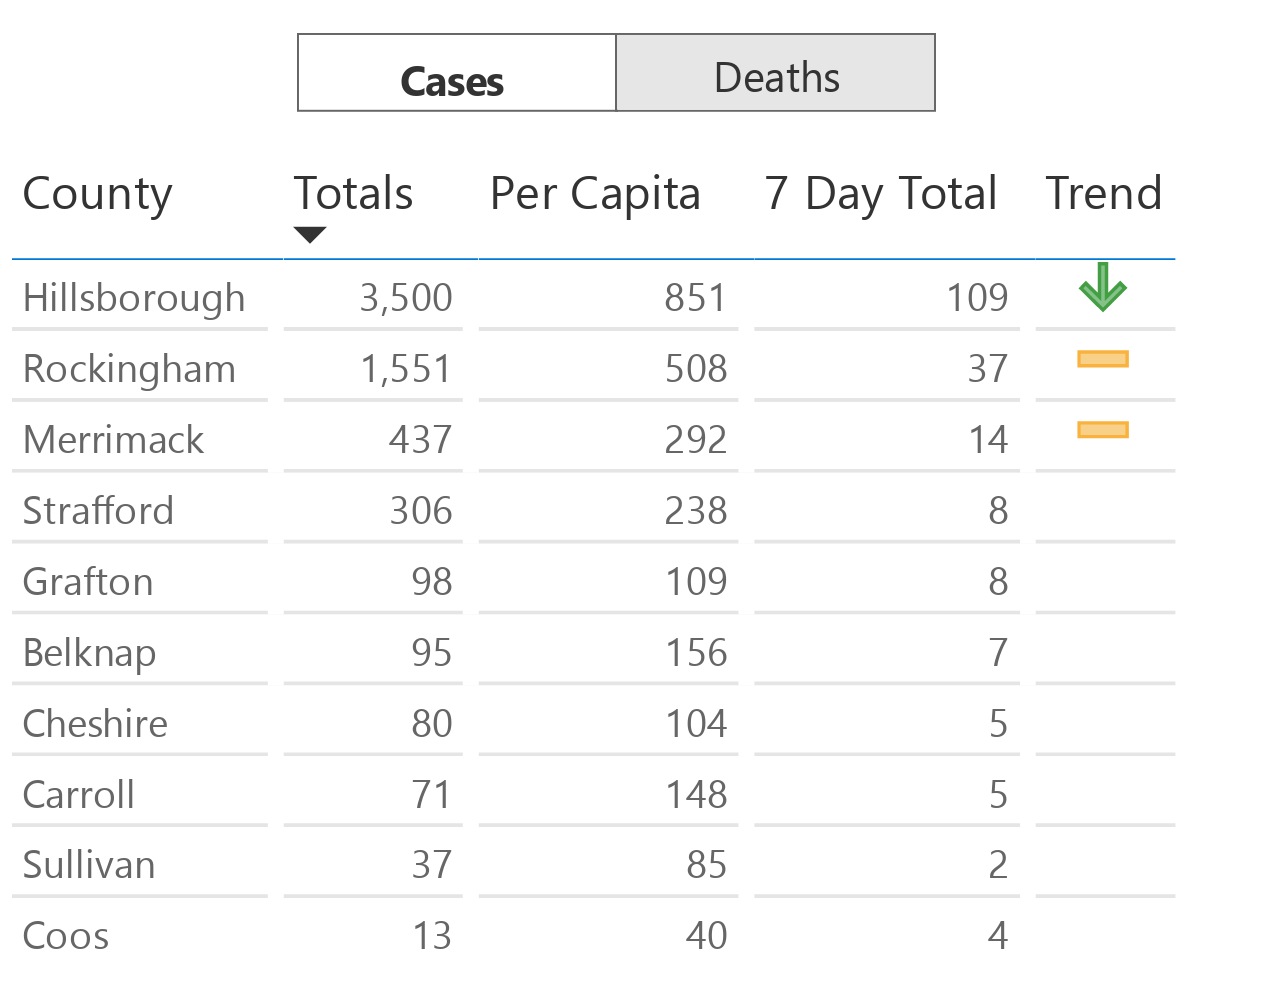 Cases Deaths
County Totals Per Capita 7 Day Total Trend
Hillsborough 3,500 851 109
Rockingham 1,551 508 37
Merrimack 437 292 14
Strafford 306 238 8
Grafton 98 109 8
Belknap 95 156 7
Cheshire 80 104 5
Carroll 71 148 5
Sullivan 37 85 2
Coos 13 40 4